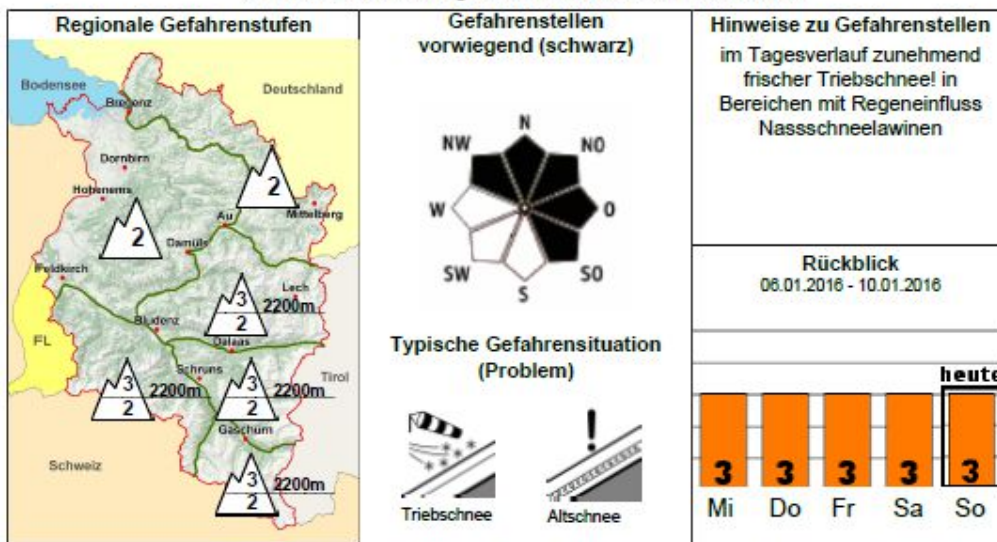 Regionale Gefahrenstufen
Bodensee
Deutschland
Bregenz
Dornbirn
Hohenems
2
Mittelberg
2
Au
Damüls
Feldkirch
Lech
3
2200m
2
Bludenz
FL
Dalaas
Tirol
Schruns
3
2200m
2
3
2200m
2
Gaschurn
Schweiz
3
2200m
2
Gefahrenstellen
vorwiegend (schwarz)
N
NW
NO
W
O
SW
SO
S
Typische Gefahrensituation
(Problem)
Triebschnee
Altschnee
Hinweise zu Gefahrenstellen
im Tagesverlauf zunehmend
frischer Triebschnee! in
Bereichen mit Regeneinfluss
Nassschneelawinen
Rückblick
06.01.2016 - 10.01.2016
heute
3 3 3 3 3
Mi Do Fr Sa So